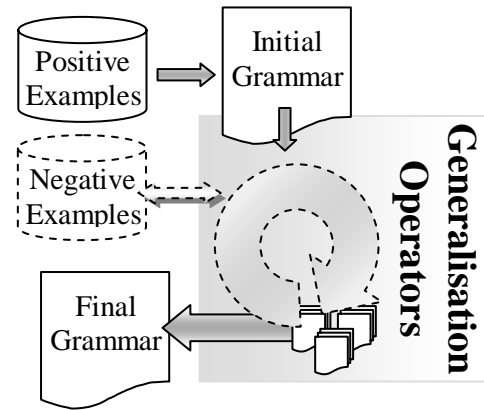 Positive
Examples
Initial
Grammar
Negative
Examples
Generalisation
Operators
Final
Grammar